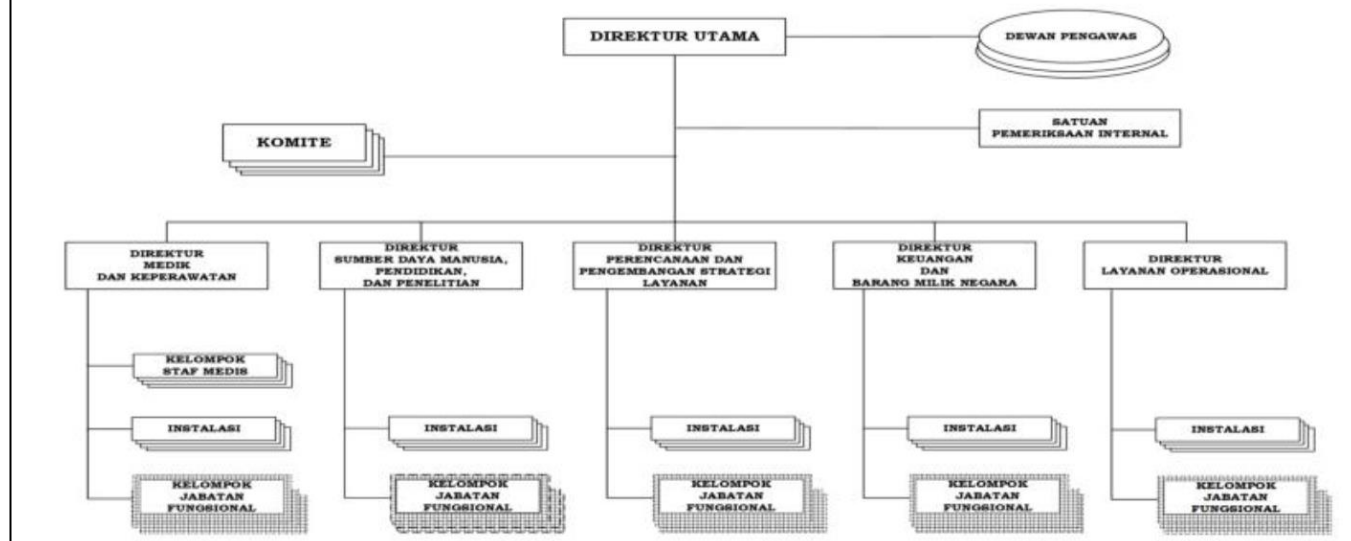 DIREKTUR UTAMA
DEWAN PENGAWAS
SATUAN
PEMERIKSAAN INTERNAL
KOMITE
DIREKTUR
MEDIK
DAN KEPERAWATAN
DIREKTUR
SUMBER DAYA MANUSIA,
PENDIDIKAN,
DAN PENELITIAN
DIREKTUR
PERENCANAAN DAN
PENGEMBANGAN STRATEGI
LAYANAN
DIREKTUR
KEUANGAN
DAN
BARANG MILIK NEGARA
DIREKTUR
LAYANAN OPERASIONAL
KELOMPOK
STAF MEDIS
INSTALASI
INSTALASI
INSTALASI
INSTALASI
INSTALASI
KELOMPOK
JABATAN
FUNGSIONAL
KELOMPOK
JABATAN
FUNGSIONAL
KELOMPOK
JABATAN
FUNGSIONAL
KELOMPOK
JABATAN
FUNGSIONAL
KELOMPOK
JABATAN
FUNGSIONAL